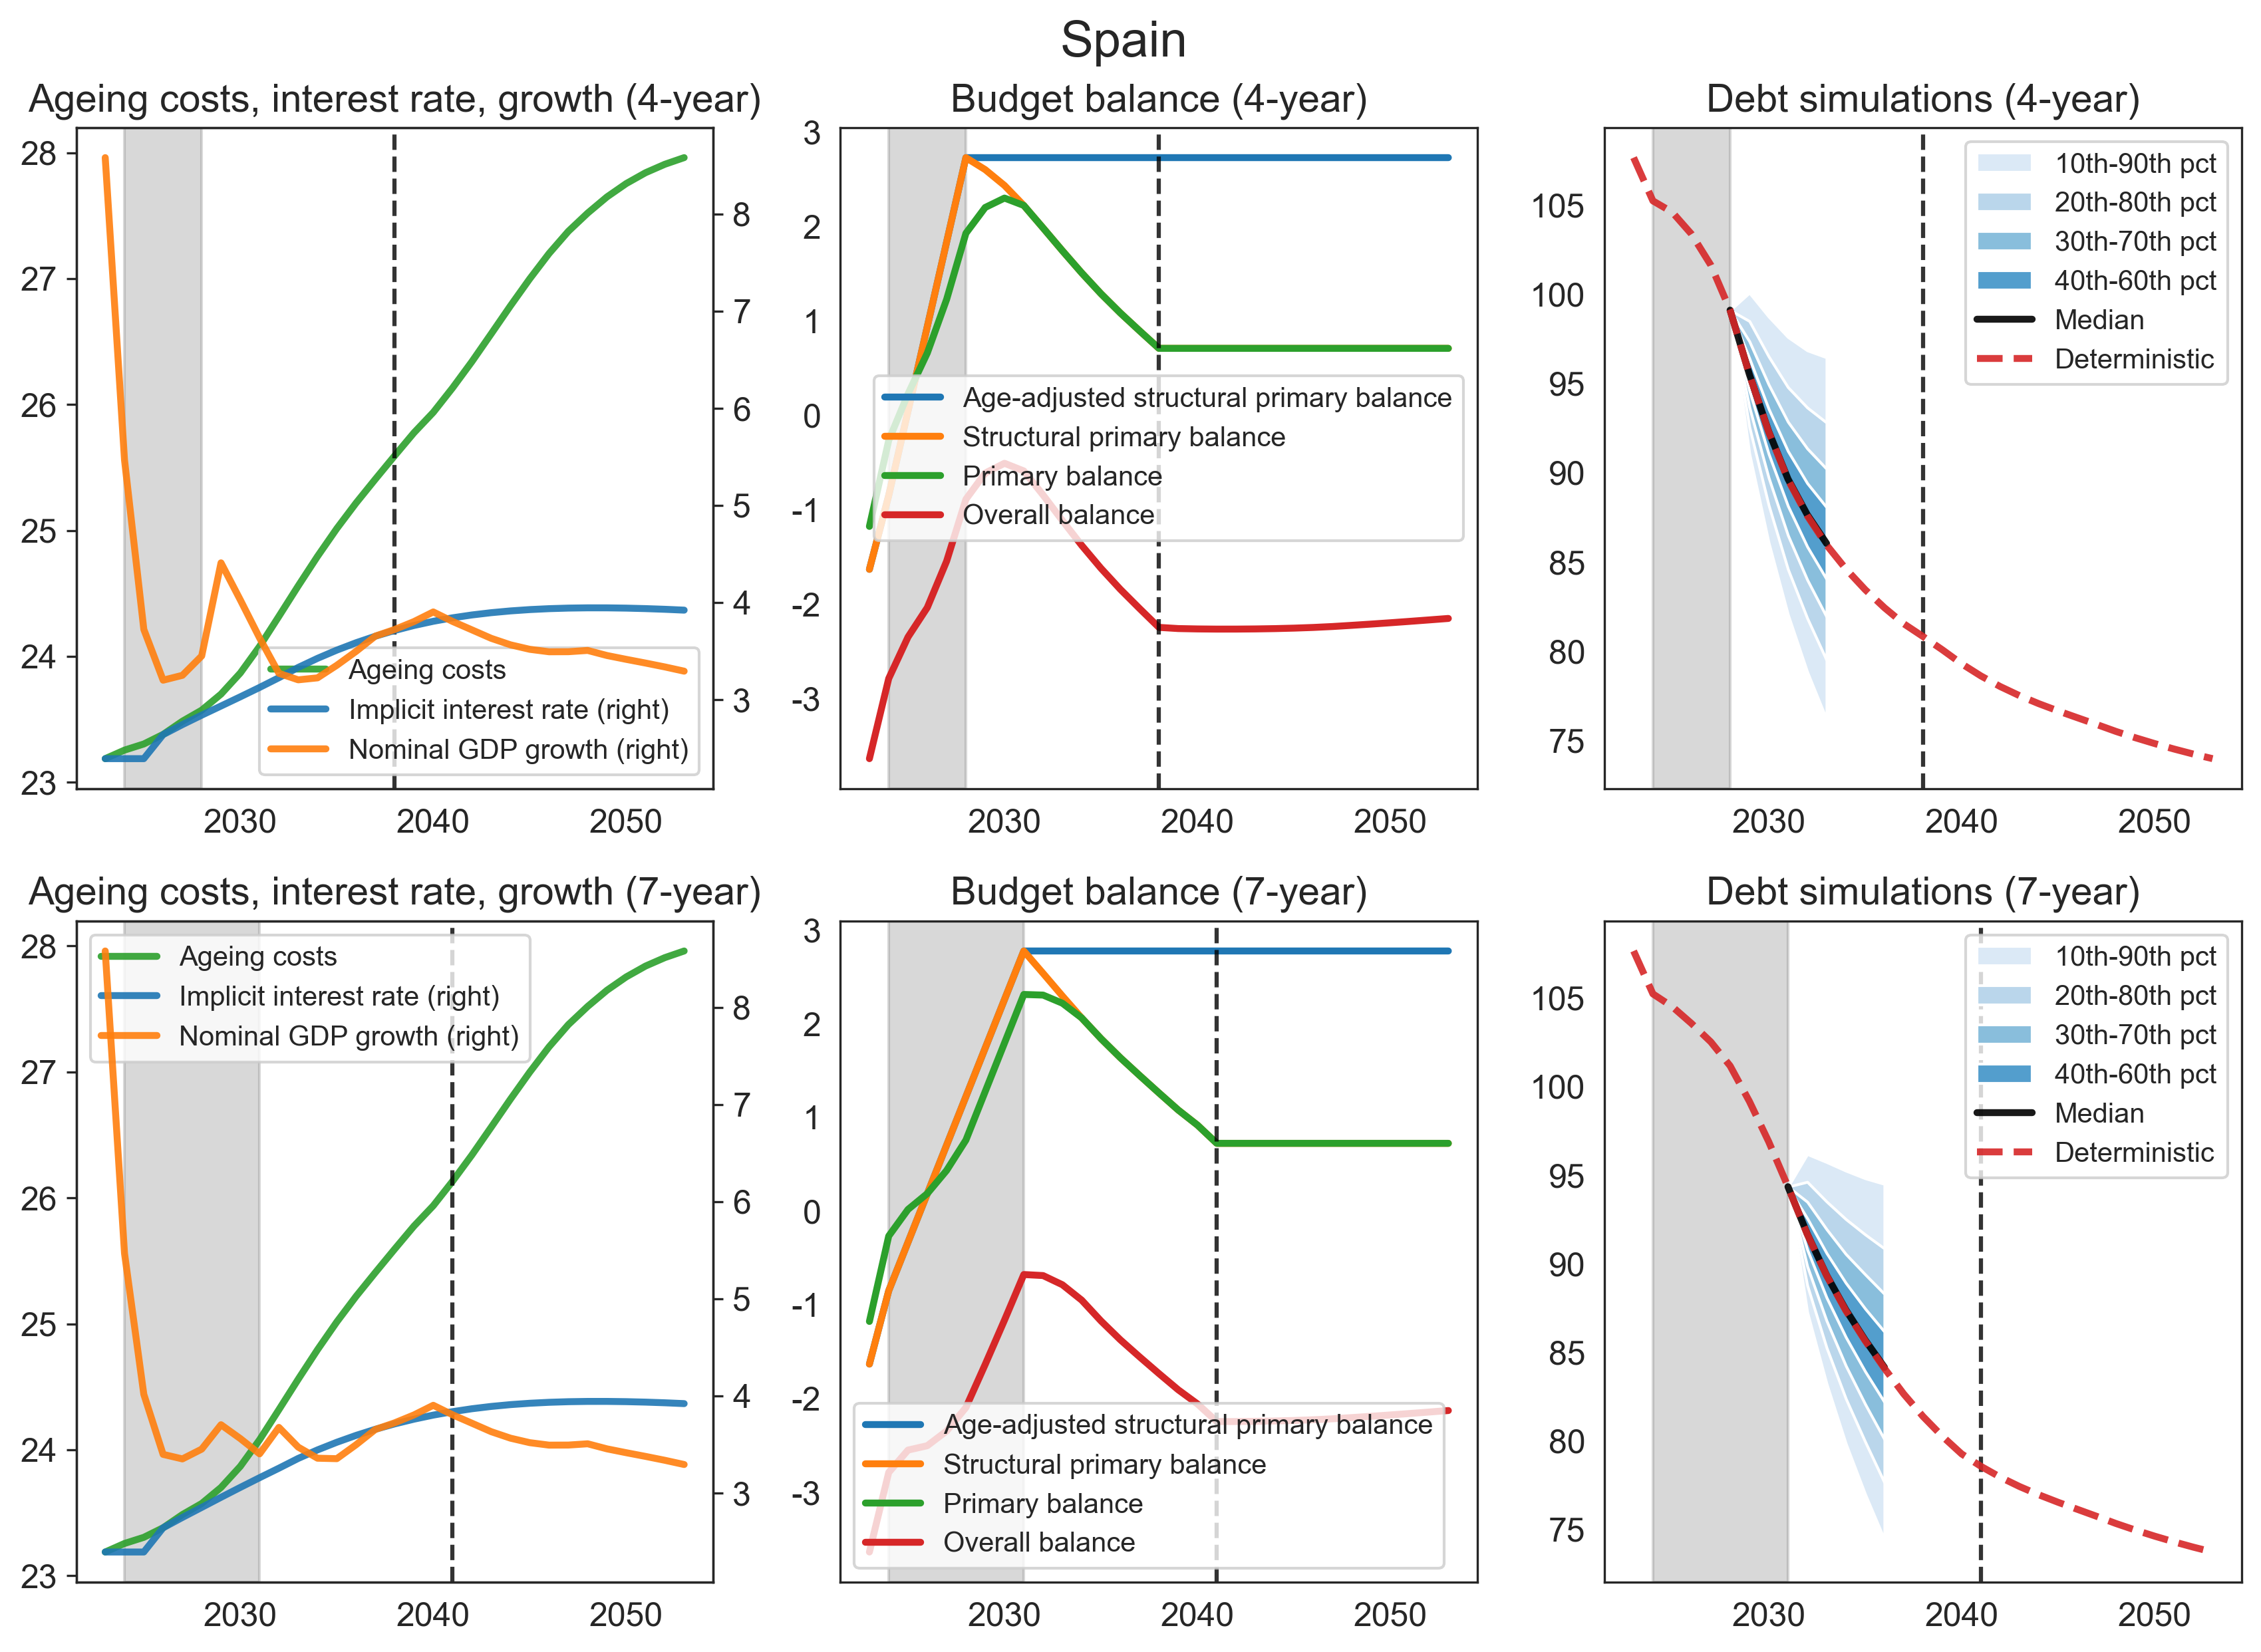 Spain
Ageing costs, interest rate, growth (4-year)
28
27
26
25
24
23
8
7
6
5
4
3
2030
2040
2050
Ageing costs
Implicit interest rate (right)
Nominal GDP growth (right)
Budget balance (4-year)
3
2
1
0
-1
-2
-3
2030
2040
2050
Age-adjusted structural primary balance
Structural primary balance
Primary balance
Overall balance
Debt simulations (4-year)
105
100
95
90
85
80
75
2030
2040
2050
10th-90th pct
20th-80th pct
30th-70th pct
40th-60th pct
Median
Deterministic
Ageing costs, interest rate, growth (7-year)
28
27
26
25
24
23
8
7
6
5
4
3
2030
2040
2050
Ageing costs
Implicit interest rate (right)
Nominal GDP growth (right)
Budget balance (7-year)
3
2
1
0
-1
-2
-3
2030
2040
2050
Age-adjusted structural primary balance
Structural primary balance
Primary balance
Overall balance
Debt simulations (7-year)
105
100
95
90
85
80
75
2030
2040
2050
10th-90th pct
20th-80th pct
30th-70th pct
40th-60th pct
Median
Deterministic